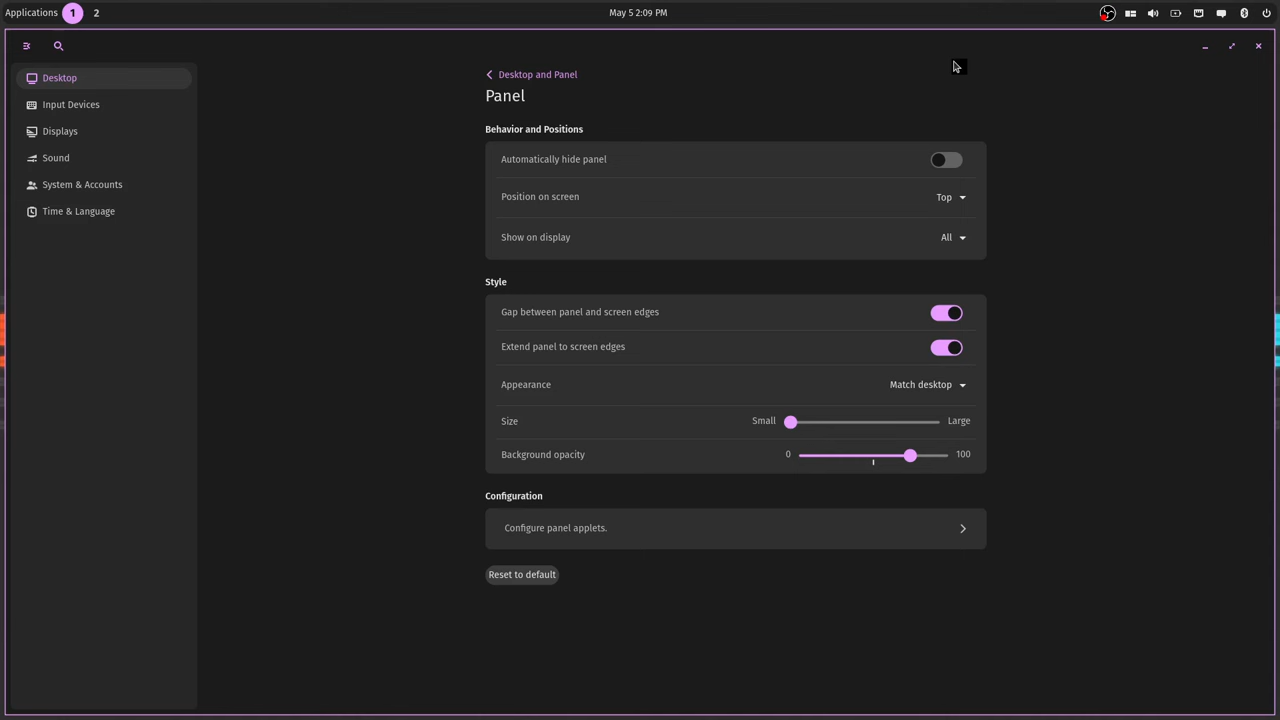 Applications 1 2 May 5 2:09 PM
Desktop
Input Devices
Displays
Sound
System & Accounts
Time & Language
Desktop and Panel
Panel
Behavior and Positions
Automatically hide panel
Position on screen Top
Show on display All
Style
Gap between panel and screen edges
Extend panel to screen edges
Appearance Match desktop
Size Small Large
Background opacity 0 100
Configuration
Configure panel applets.
Reset to default